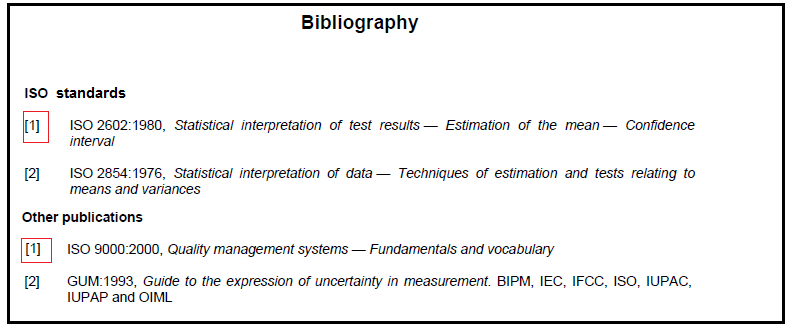 Bibliography
ISO standards
[1] ISO 2602:1980, Statistical interpretation of test results — Estimation of the mean — Confidence
interval
[2] ISO 2854:1976, Statistical interpretation of data — Techniques of estimation and tests relating to
means and variances
Other publications
[1] ISO 9000:2000, Quality management systems — Fundamentals and vocabulary
[2] GUM:1993, Guide to the expression of uncertainty in measurement. BIPM, IEC, IFCC, ISO, IUPAC,
IUPAP and OIML